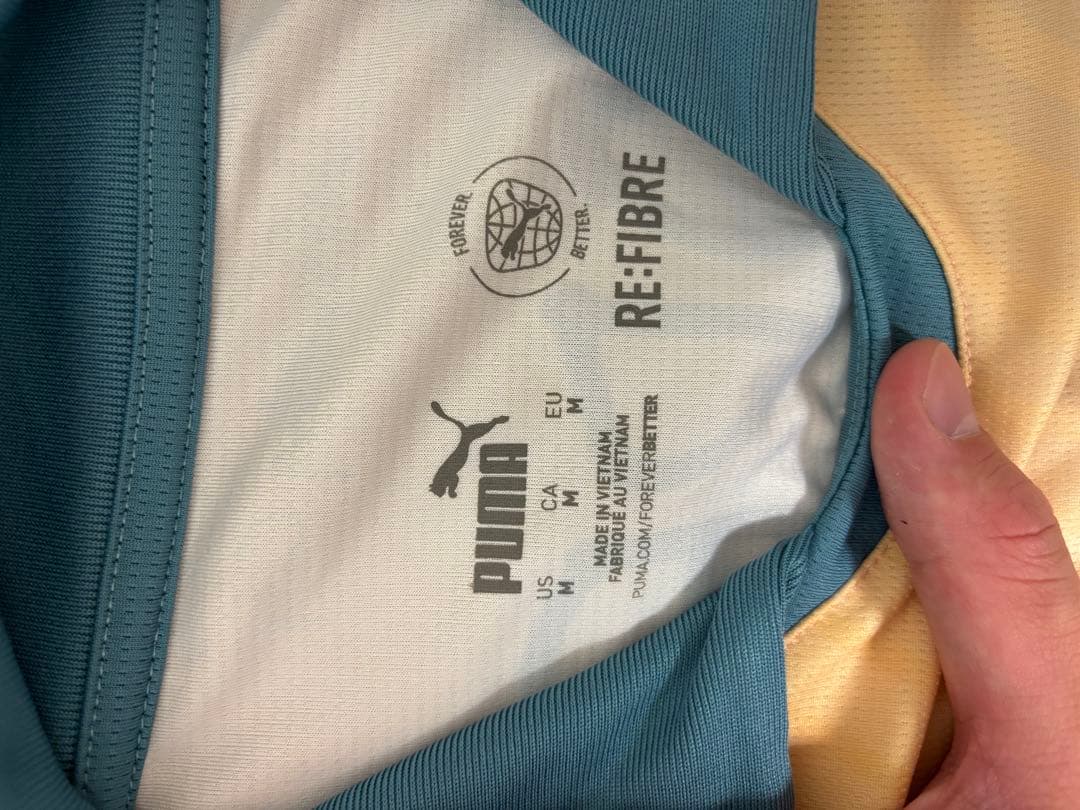 PUMA
US CA EU
M M M
MADE IN VIETNAM
FABRIQUE AU VIETNAM
PUMA.COM/FOREVERBETTER
FOREVER.
BETTER.
RE:FIBRE